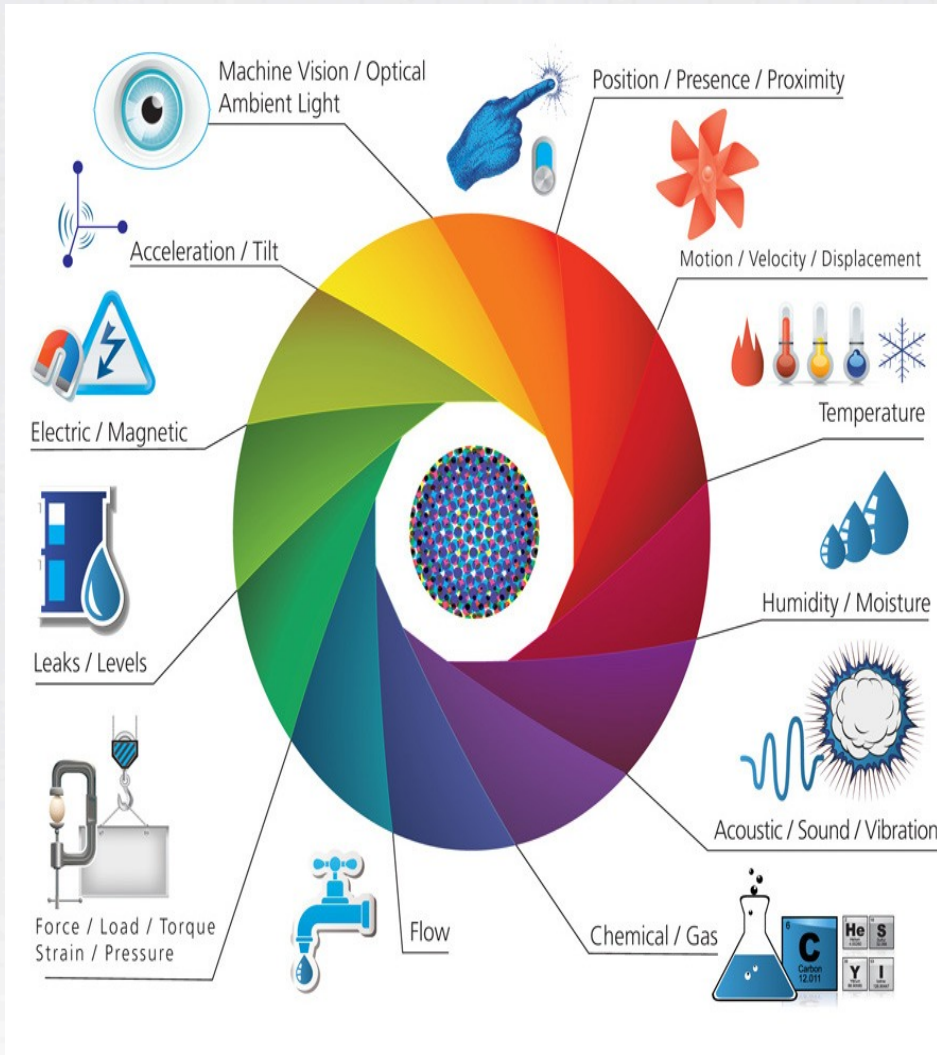 Machine Vision / Optical
Ambient Light
Position / Presence / Proximity
Acceleration / Tilt
Motion / Velocity / Displacement
Electric / Magnetic
Temperature
Leaks / Levels
Humidity / Moisture
Force / Load / Torque
Strain / Pressure
Flow
Acoustic / Sound / Vibration
Chemical / Gas
6
C
Carbon
12.011
He
S
Y
I